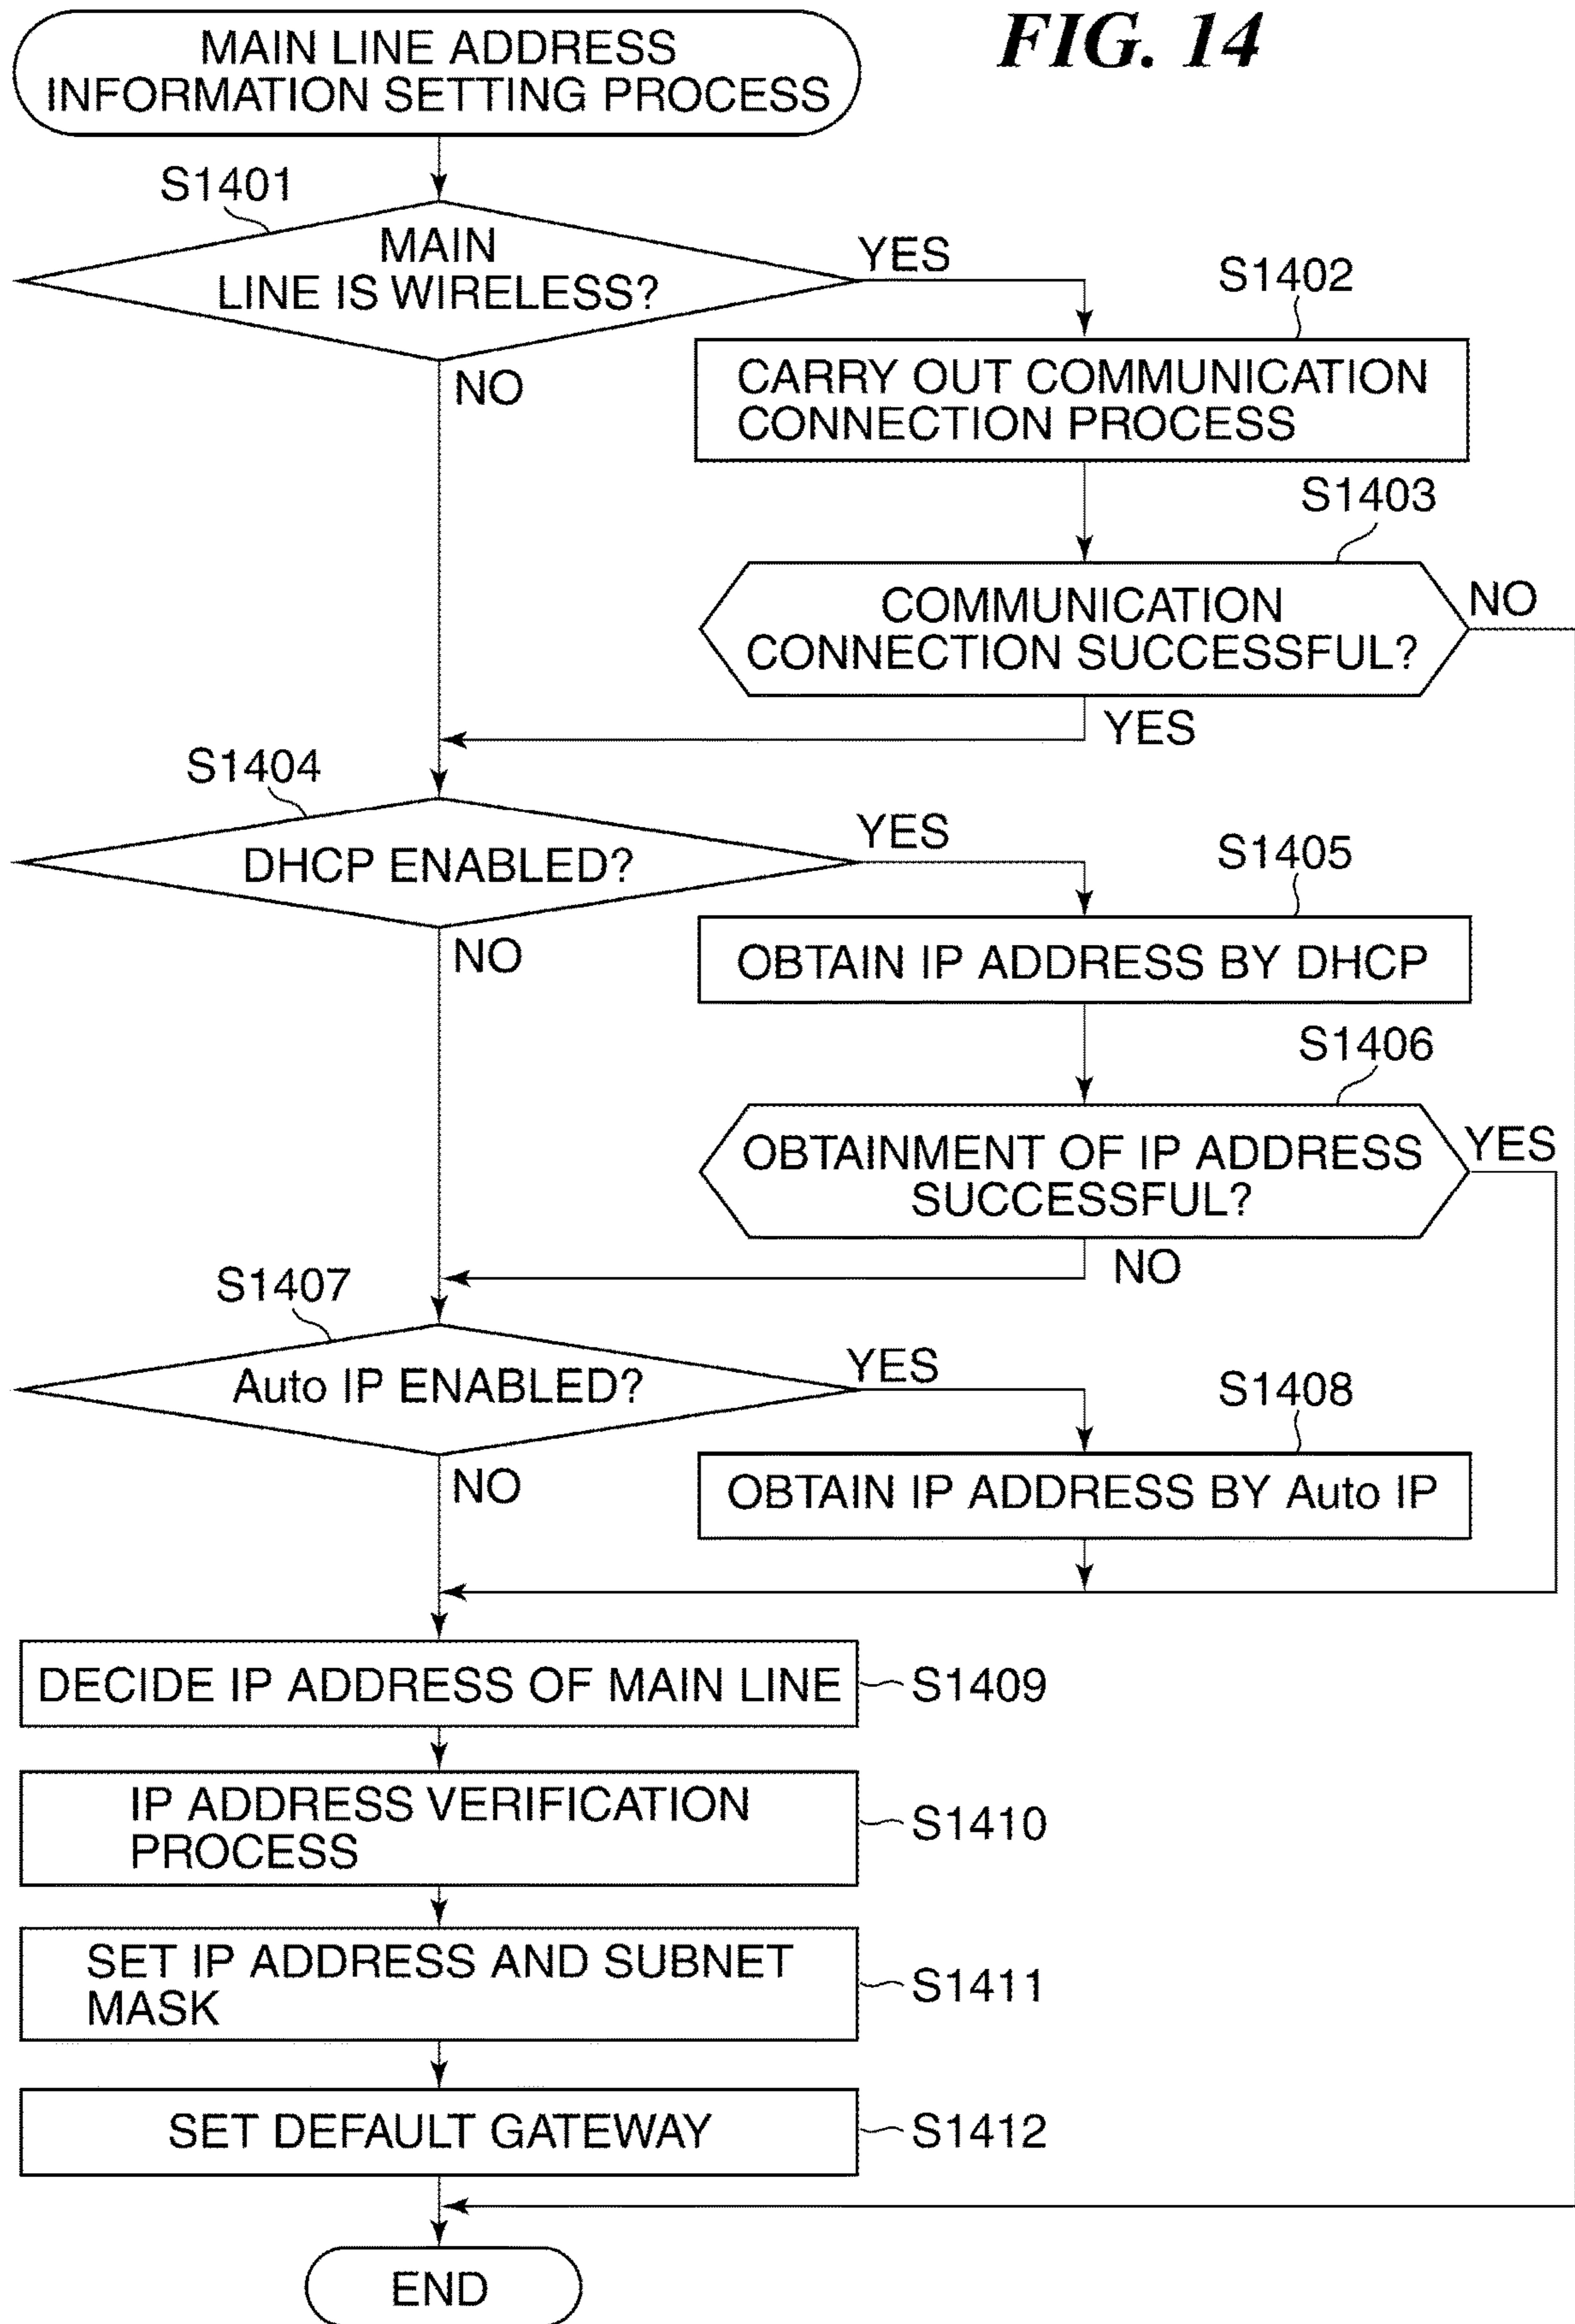 FIG. 14
MAIN LINE ADDRESS
INFORMATION SETTING PROCESS
S1401
MAIN
LINE IS WIRELESS?
YES
NO
S1402
CARRY OUT COMMUNICATION
CONNECTION PROCESS
S1403
COMMUNICATION
CONNECTION SUCCESSFUL?
NO
YES
S1404
DHCP ENABLED?
YES
NO
S1405
OBTAIN IP ADDRESS BY DHCP
S1406
OBTAINMENT OF IP ADDRESS
SUCCESSFUL?
YES
NO
S1407
Auto IP ENABLED?
YES
NO
S1408
OBTAIN IP ADDRESS BY Auto IP
DECIDE IP ADDRESS OF MAIN LINE
S1409
IP ADDRESS VERIFICATION
PROCESS
S1410
SET IP ADDRESS AND SUBNET
MASK
S1411
SET DEFAULT GATEWAY
S1412
END